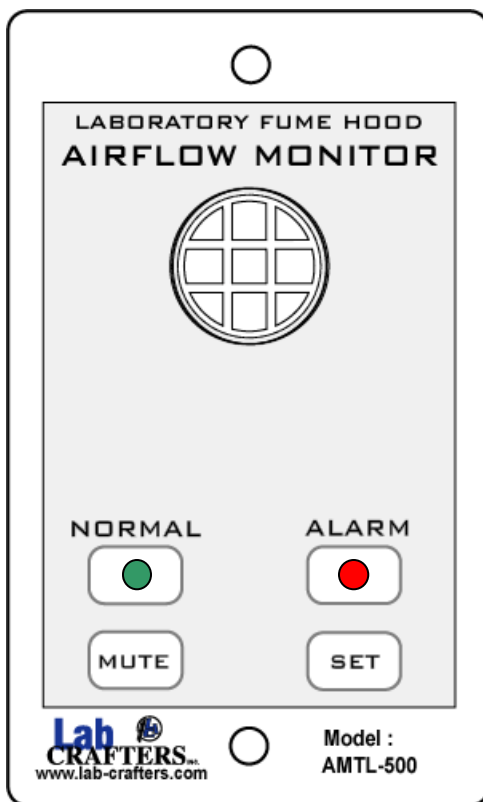 LABORATORY FUME HOOD
AIRFLOW MONITOR
NORMAL ALARM
MUTE SET
Lab
CRAFTERS INC.
www.lab-crafters.com
Model :
AMTL-500